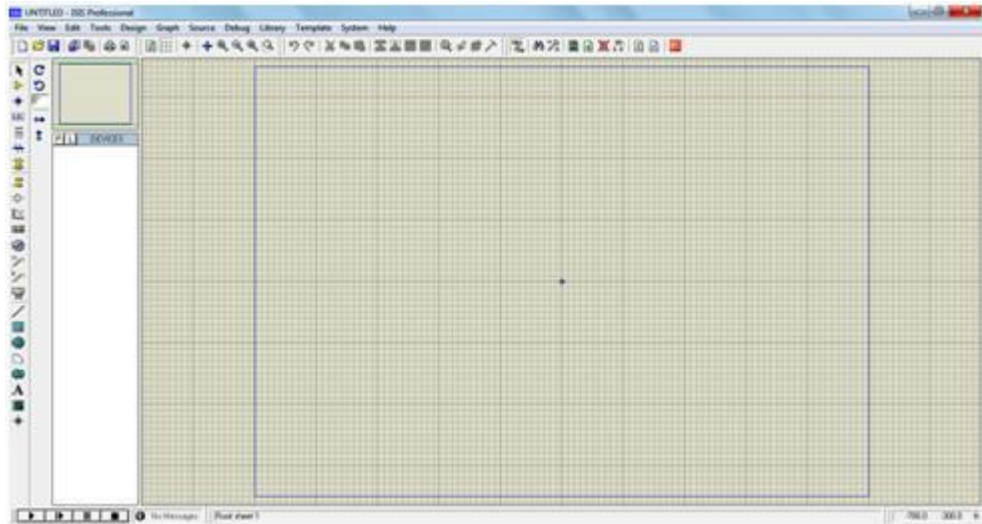 UNTITLED - ISIS Professional
File View Edit Tools Design Graph Source Debug Library Template System Help
LBL
P L DEVICES
A
No Messages Root sheet 1